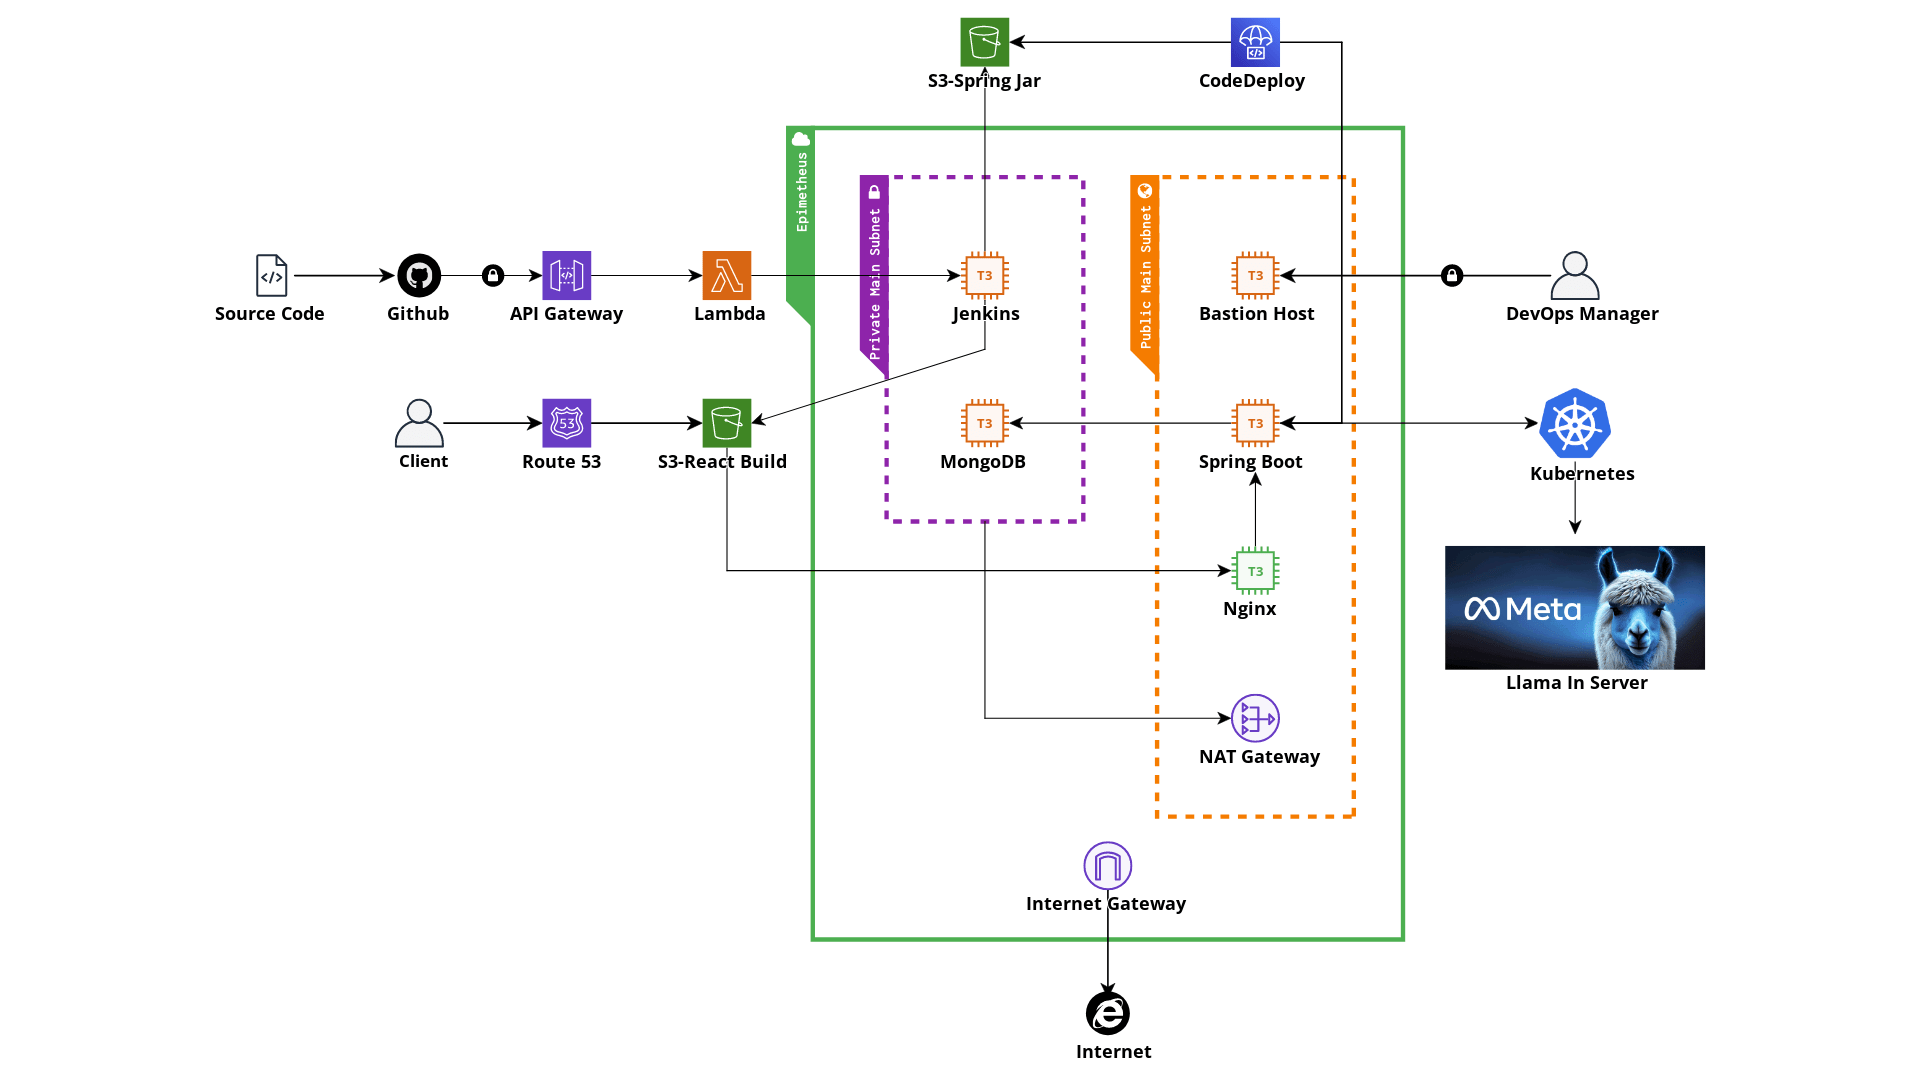 S3-Spring Jar
CodeDeploy
Epimetheus
Private Main Subnet
Public Main Subnet
T3
T3
Source Code
Github
API Gateway
Lambda
Jenkins
Bastion Host
DevOps Manager
53
T3
T3
Client
Route 53
S3-React Build
MongoDB
Spring Boot
Kubernetes
T3
Nginx
Meta
Llama In Server
NAT Gateway
Internet Gateway
Internet